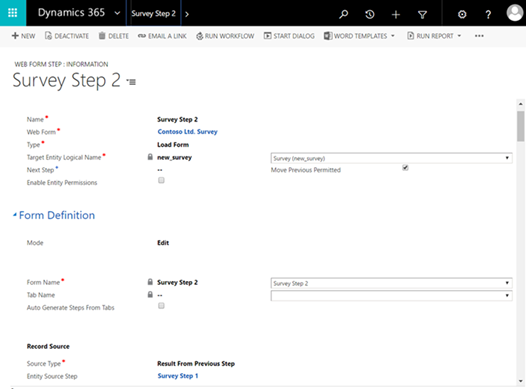 Dynamics 365 Survey Step 2 >
+ NEW DEACTIVATE DELETE EMAIL A LINK RUN WORKFLOW START DIALOG WORD TEMPLATES RUN REPORT ...
WEB FORM STEP : INFORMATION
Survey Step 2
Name * Survey Step 2
Web Form * Contoso Ltd. Survey
Type * Load Form
Target Entity Logical Name * new_survey Survey (new_survey)
Next Step + -- Move Previous Permitted
Enable Entity Permissions
Form Definition
Mode Edit
Form Name * Survey Step 2 Survey Step 2
Tab Name --
Auto Generate Steps From Tabs
Record Source
Source Type * Result From Previous Step
Entity Source Step Survey Step 1